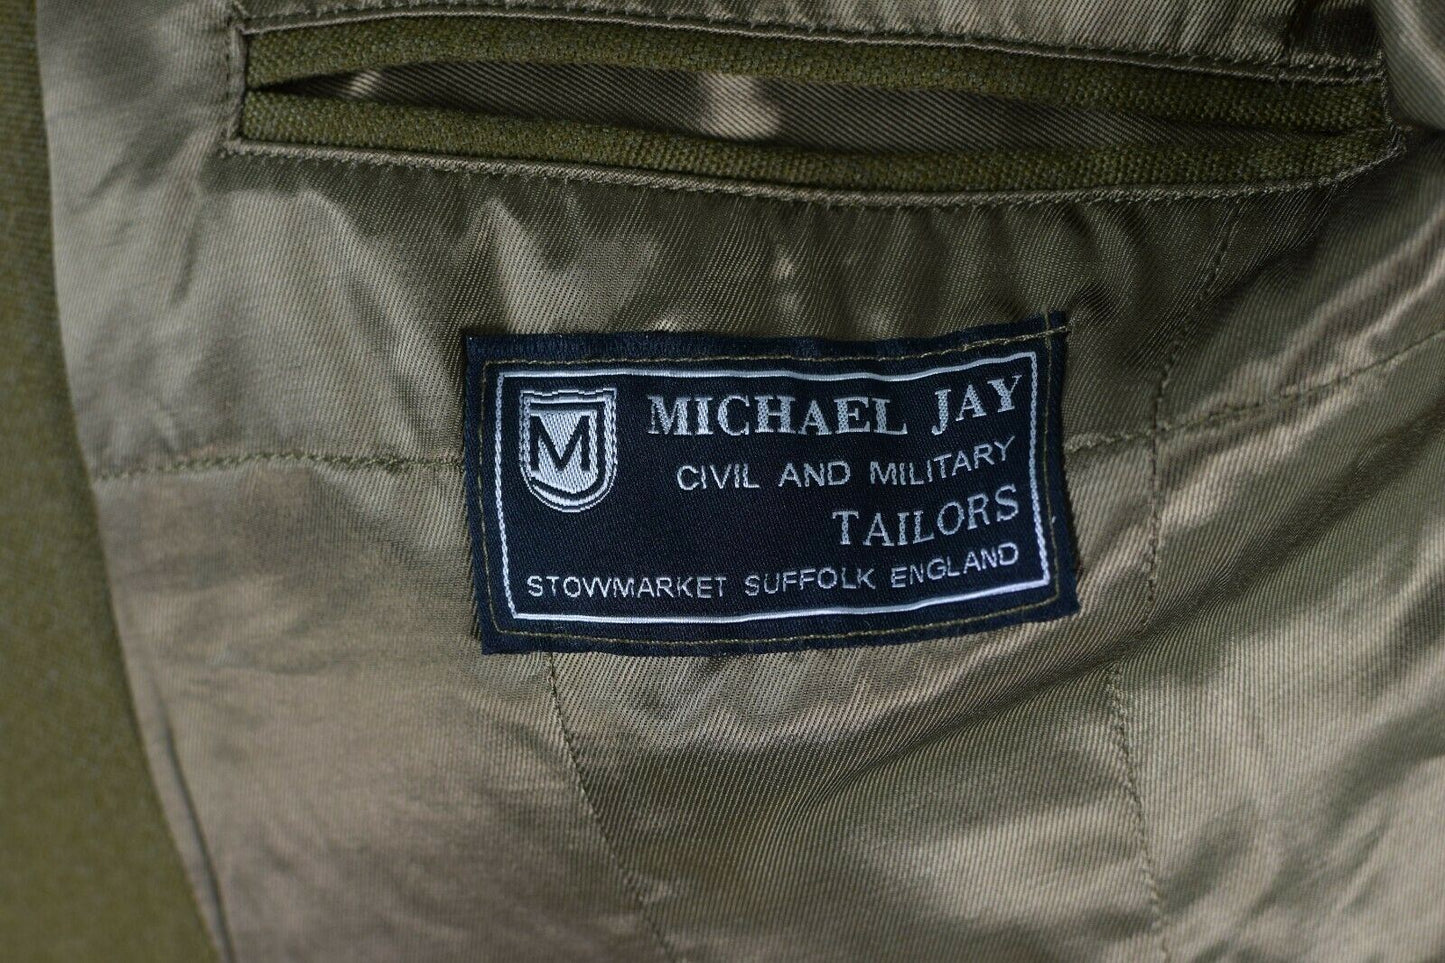 M
MICHAEL JAY
CIVIL AND MILITARY
TAILORS
STOWMARKET SUFFOLK ENGLAND